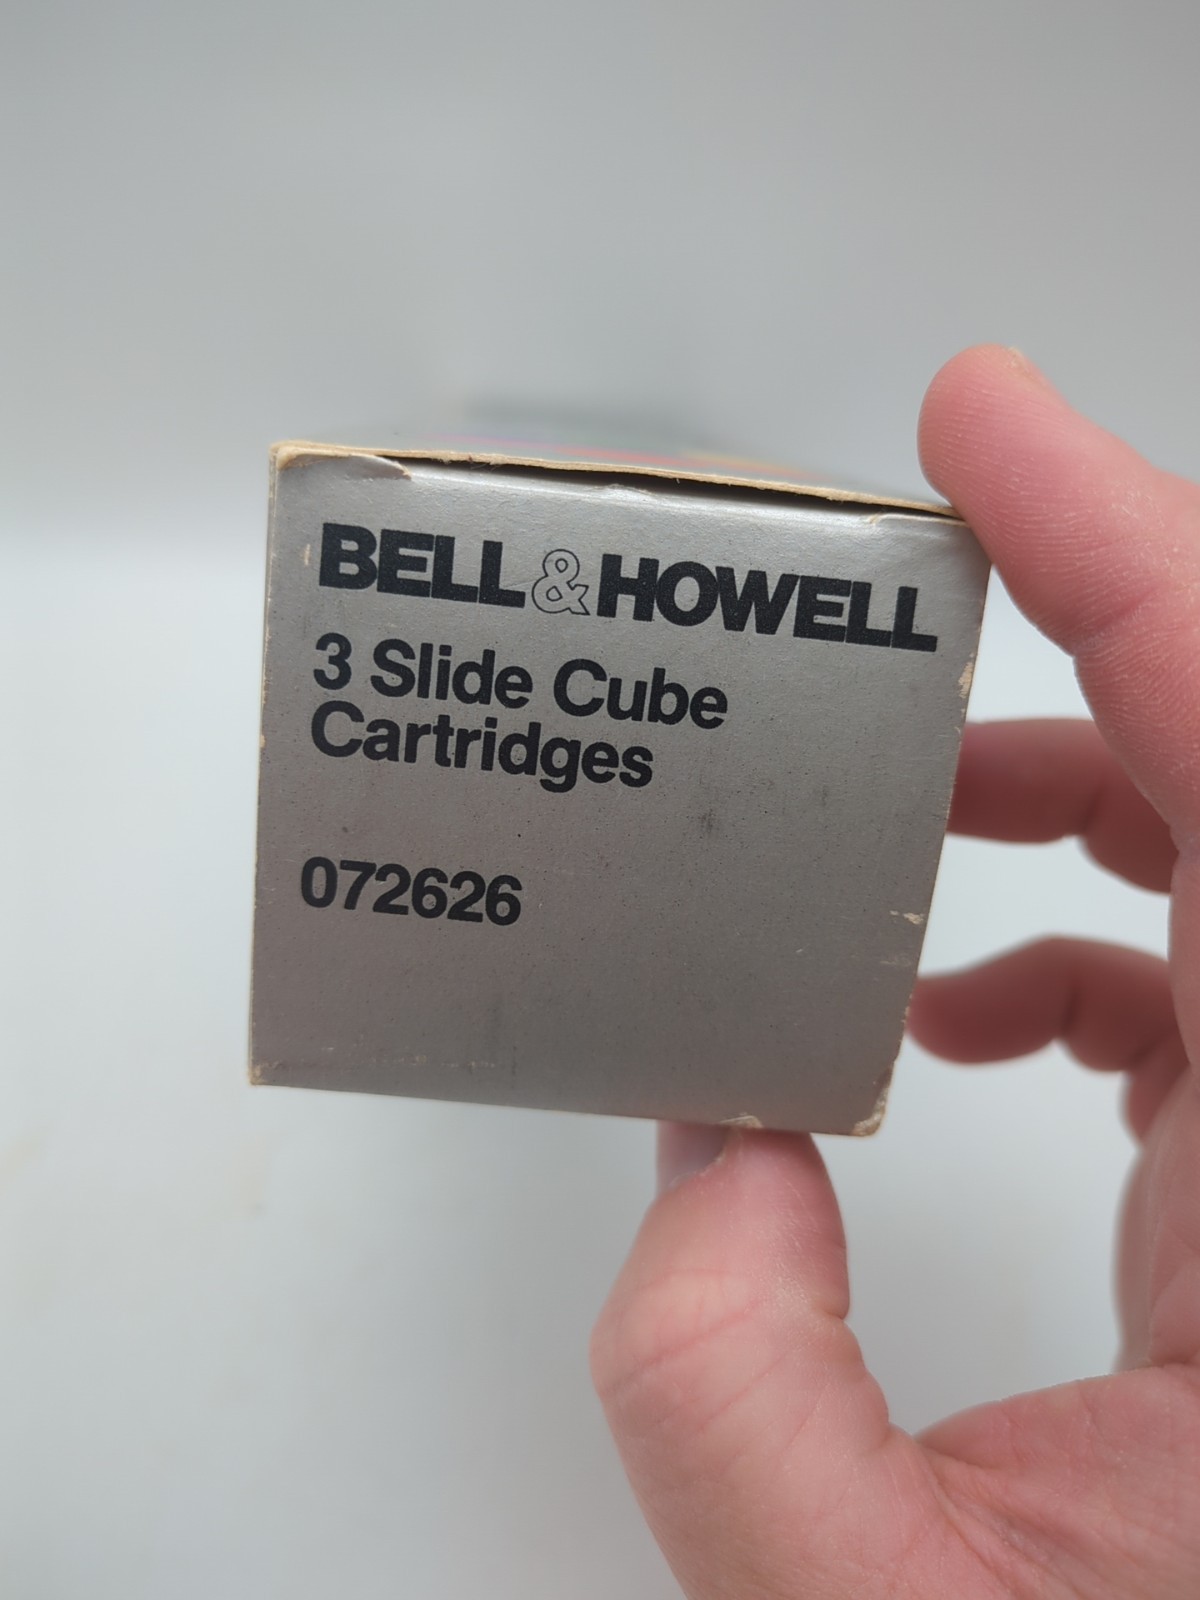 BELL & HOWELL
3 Slide Cube
Cartridges
072626